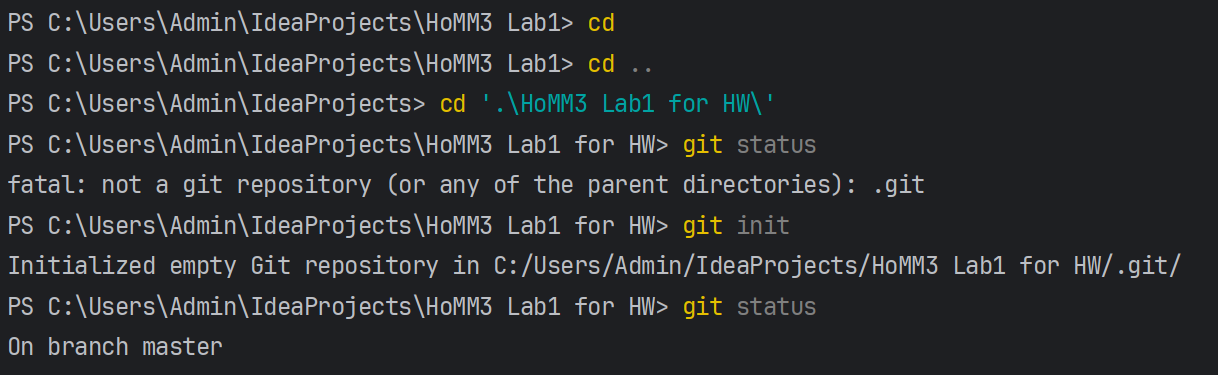 PS C:\Users\Admin\IdeaProjects\HoMM3 Lab1> cd
PS C:\Users\Admin\IdeaProjects\HoMM3 Lab1> cd ..
PS C:\Users\Admin\IdeaProjects> cd '.\HoMM3 Lab1 for HW\'
PS C:\Users\Admin\IdeaProjects\HoMM3 Lab1 for HW> git status
fatal: not a git repository (or any of the parent directories): .git
PS C:\Users\Admin\IdeaProjects\HoMM3 Lab1 for HW> git init
Initialized empty Git repository in C:/Users/Admin/IdeaProjects/HoMM3 Lab1 for HW/.git/
PS C:\Users\Admin\IdeaProjects\HoMM3 Lab1 for HW> git status
On branch master